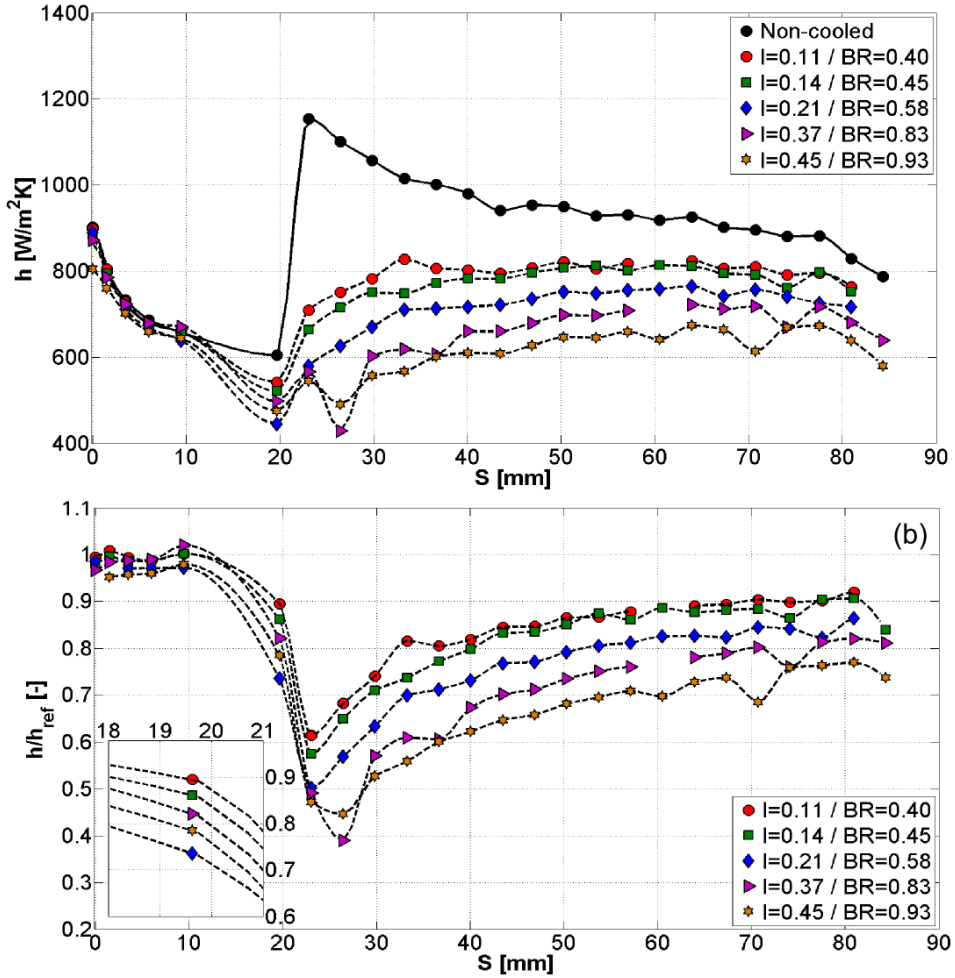 1400
1200
1000
800
600
400
h [W/m²K]
0 10 20 30 40 50 60 70 80 90
S [mm]
Non-cooled
I=0.11 / BR=0.40
I=0.14 / BR=0.45
I=0.21 / BR=0.58
I=0.37 / BR=0.83
I=0.45 / BR=0.93
(b)
1.1
1
0.9
0.8
0.7
0.6
0.5
0.4
0.3
0.2
h/h_ref [-]
18 19 20 21
0.9
0.8
0.7
0.6
0 10 20 30 40 50 60 70 80 90
S [mm]
I=0.11 / BR=0.40
I=0.14 / BR=0.45
I=0.21 / BR=0.58
I=0.37 / BR=0.83
I=0.45 / BR=0.93